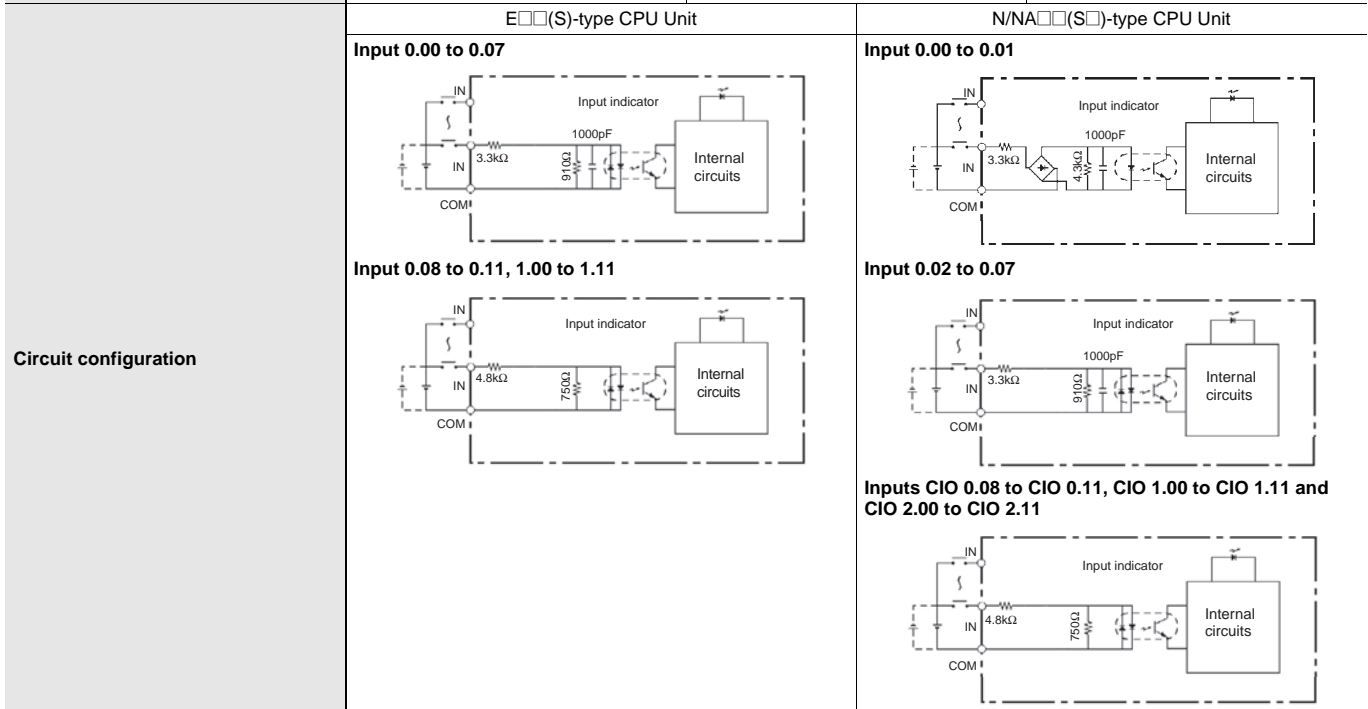 E□□(S)-type CPU Unit
N/NA□□(S□)-type CPU Unit
Circuit configuration
Input 0.00 to 0.07
IN
Input indicator
1000pF
3.3kΩ
910Ω
IN
Internal
circuits
COM
Input 0.08 to 0.11, 1.00 to 1.11
IN
Input indicator
4.8kΩ
750Ω
IN
Internal
circuits
COM
Input 0.00 to 0.01
IN
Input indicator
1000pF
3.3kΩ
4.3kΩ
IN
Internal
circuits
COM
Input 0.02 to 0.07
IN
Input indicator
1000pF
3.3kΩ
910Ω
IN
Internal
circuits
COM
Inputs CIO 0.08 to CIO 0.11, CIO 1.00 to CIO 1.11 and
CIO 2.00 to CIO 2.11
IN
Input indicator
4.8kΩ
750Ω
IN
Internal
circuits
COM